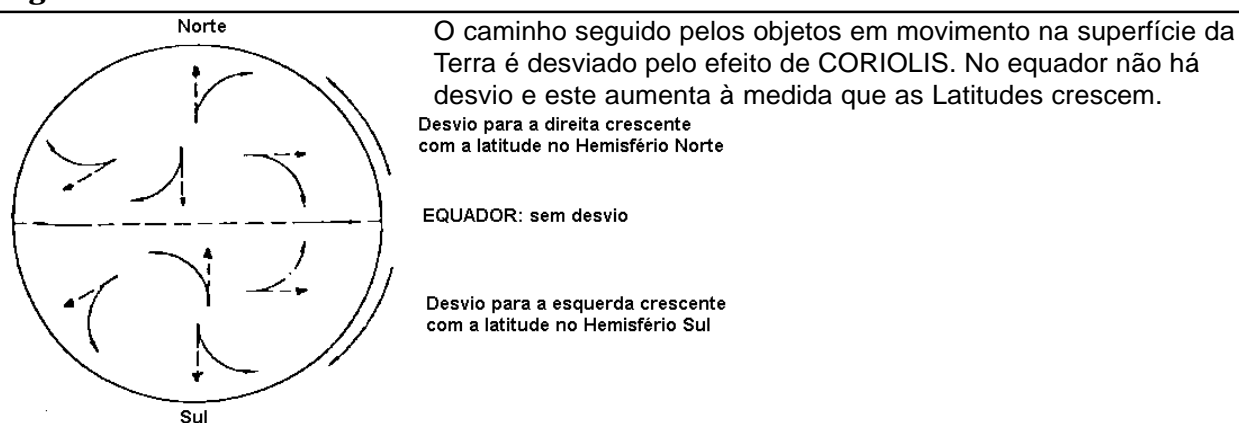 Norte
O caminho seguido pelos objetos em movimento na superfície da
Terra é desviado pelo efeito de CORIOLIS. No equador não há
desvio e este aumenta à medida que as Latitudes crescem.
Desvio para a direita crescente
com a latitude no Hemisfério Norte
EQUADOR: sem desvio
Desvio para a esquerda crescente
com a latitude no Hemisfério Sul
Sul